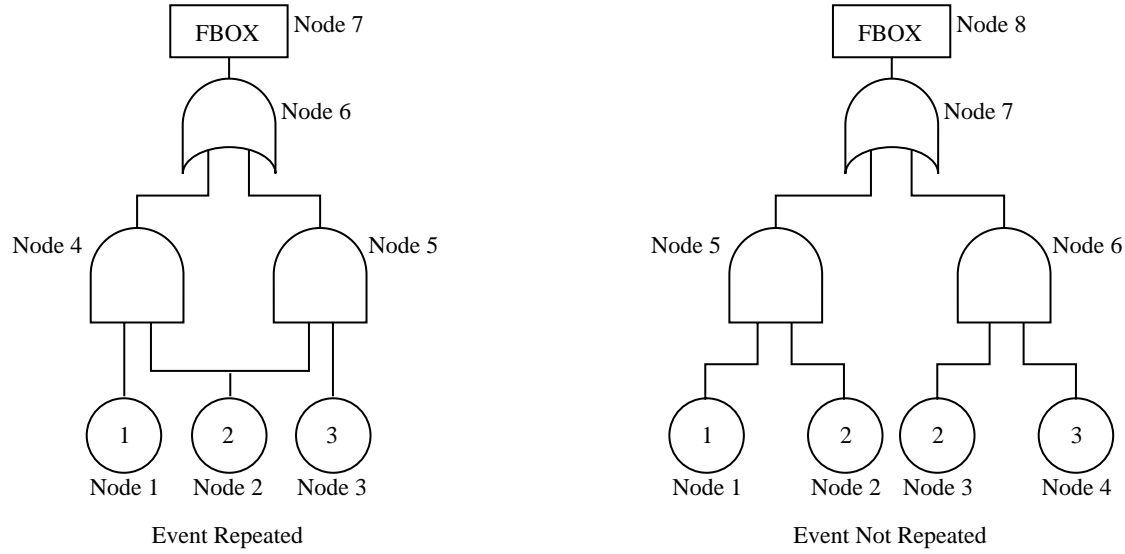 FBOX Node 7
Node 6
Node 4 Node 5
1 2 3
Node 1 Node 2 Node 3
Event Repeated
FBOX Node 8
Node 7
Node 5 Node 6
1 2 2 3
Node 1 Node 2 Node 3 Node 4
Event Not Repeated